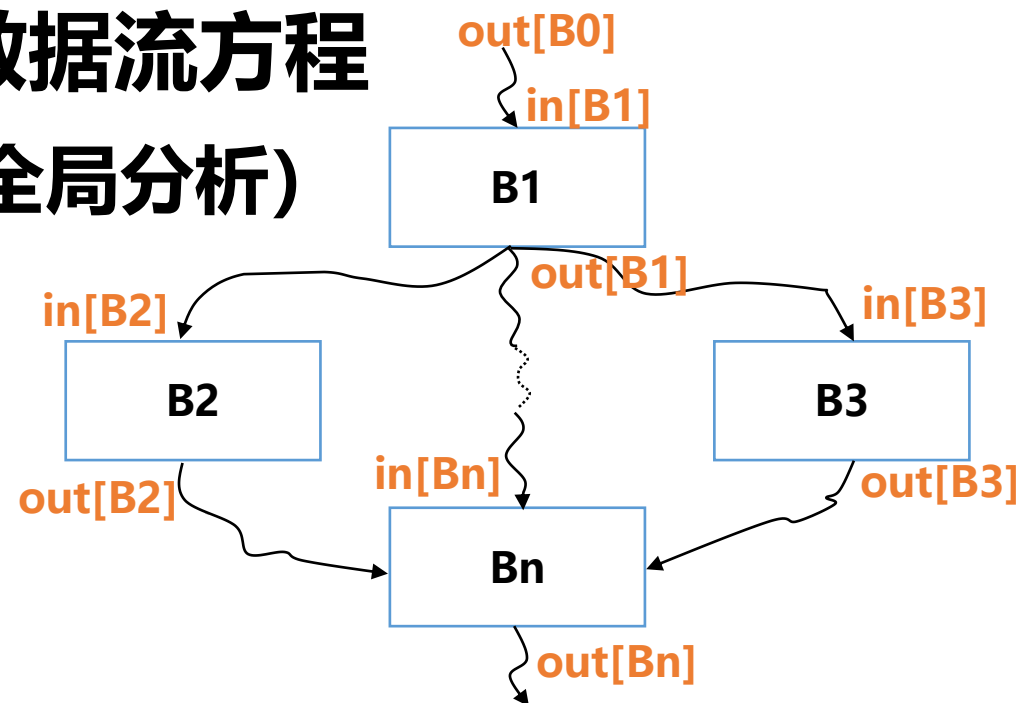 据流方程
out[B0]
in[B1]
全局分析)
B1
out[B1]
in[B2]
in[B3]
B2
B3
in[Bn]
out[B2]
out[B3]
Bn
out[Bn]